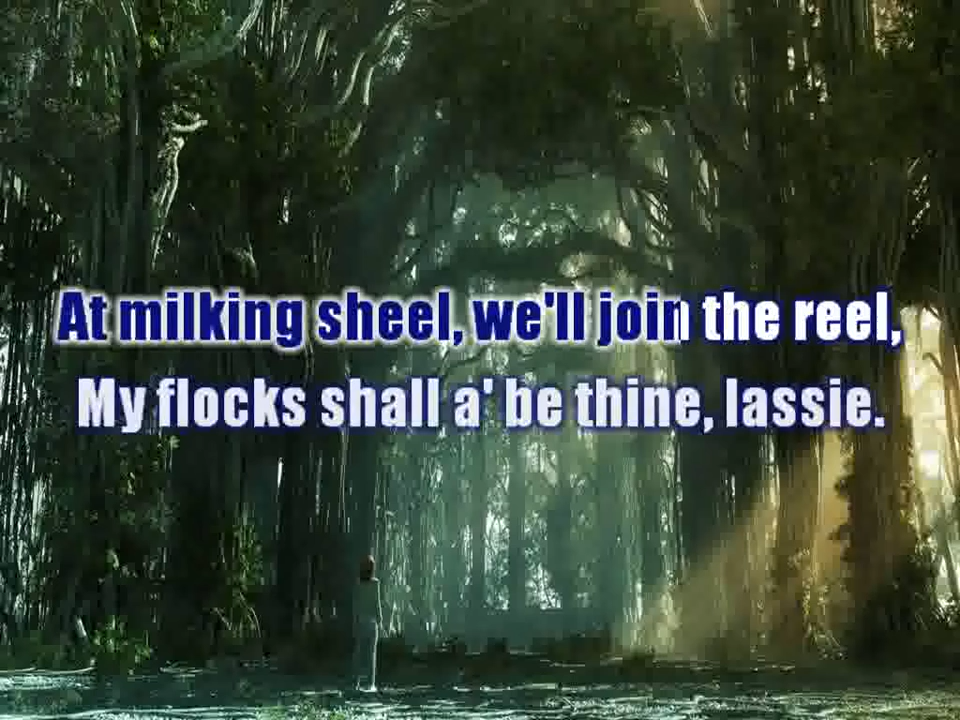 At milking sheel, we'll join the reel,
My flocks shall a' be thine, lassie.